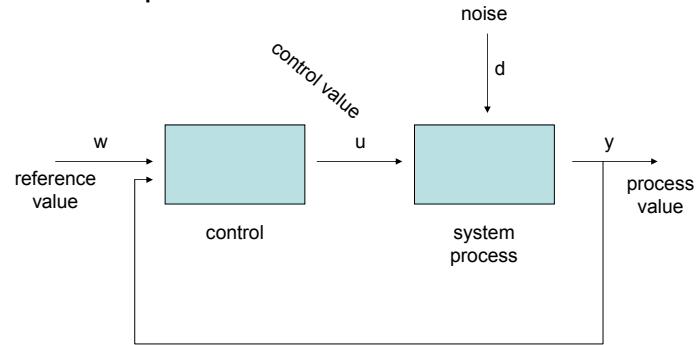 noise
control value
d
w
u
y
reference
value
process
value
control
system
process